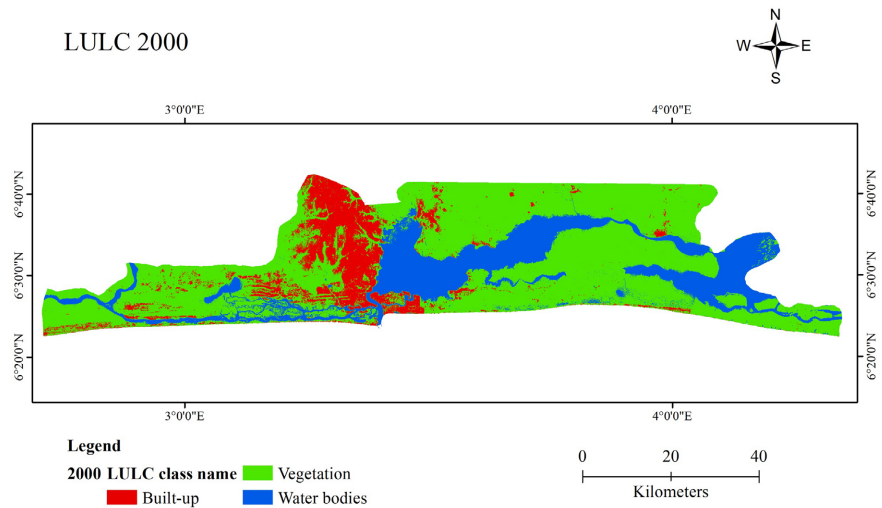 LULC 2000
N
W E
S
3°0'0"E 4°0'0"E
6°40'0"N 6°40'0"N
6°30'0"N 6°30'0"N
6°20'0"N 6°20'0"N
3°0'0"E 4°0'0"E
Legend
2000 LULC class name Vegetation
Built-up Water bodies
0 20 40
Kilometers